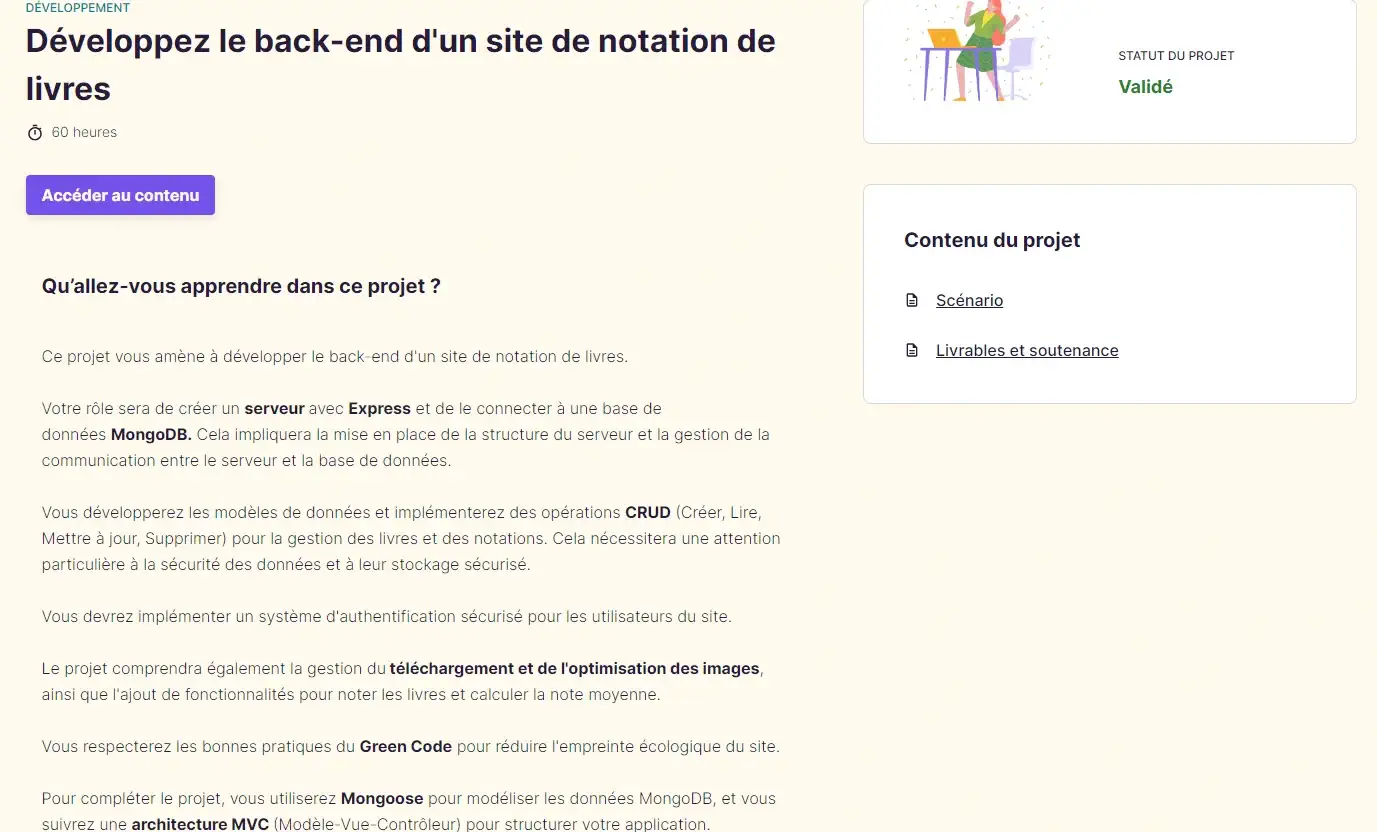 DÉVELOPPEMENT
Développez le back-end d'un site de notation de
livres
60 heures
Accéder au contenu
Qu’allez-vous apprendre dans ce projet ?
Ce projet vous amène à développer le back-end d'un site de notation de livres.
Votre rôle sera de créer un serveur avec Express et de le connecter à une base de
données MongoDB. Cela impliquera la mise en place de la structure du serveur et la gestion de la
communication entre le serveur et la base de données.
Vous développerez les modèles de données et implémenterez des opérations CRUD (Créer, Lire,
Mettre à jour, Supprimer) pour la gestion des livres et des notations. Cela nécessitera une attention
particulière à la sécurité des données et à leur stockage sécurisé.
Vous devrez implémenter un système d'authentification sécurisé pour les utilisateurs du site.
Le projet comprendra également la gestion du téléchargement et de l'optimisation des images,
ainsi que l'ajout de fonctionnalités pour noter les livres et calculer la note moyenne.
Vous respecterez les bonnes pratiques du Green Code pour réduire l'empreinte écologique du site.
Pour compléter le projet, vous utiliserez Mongoose pour modéliser les données MongoDB, et vous
suivrez une architecture MVC (Modèle-Vue-Contrôleur) pour structurer votre application.
STATUT DU PROJET
Validé
Contenu du projet
Scénario
Livrables et soutenance